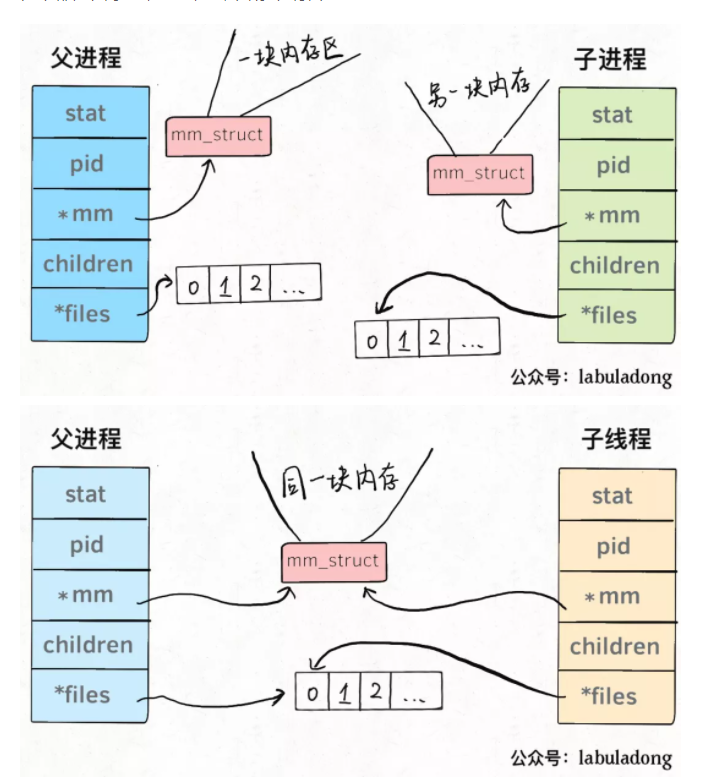 父进程
一块内存区
子进程
stat
mm_struct
另一块内存
stat
pid
mm_struct
pid
*mm
*mm
children
0 1 2 ...
children
*files
*files
0 1 2 ...
公众号：labuladong
父进程
子线程
stat
同一块内存
stat
pid
mm_struct
pid
*mm
*mm
children
children
*files
0 1 2 ...
*files
公众号：labuladong